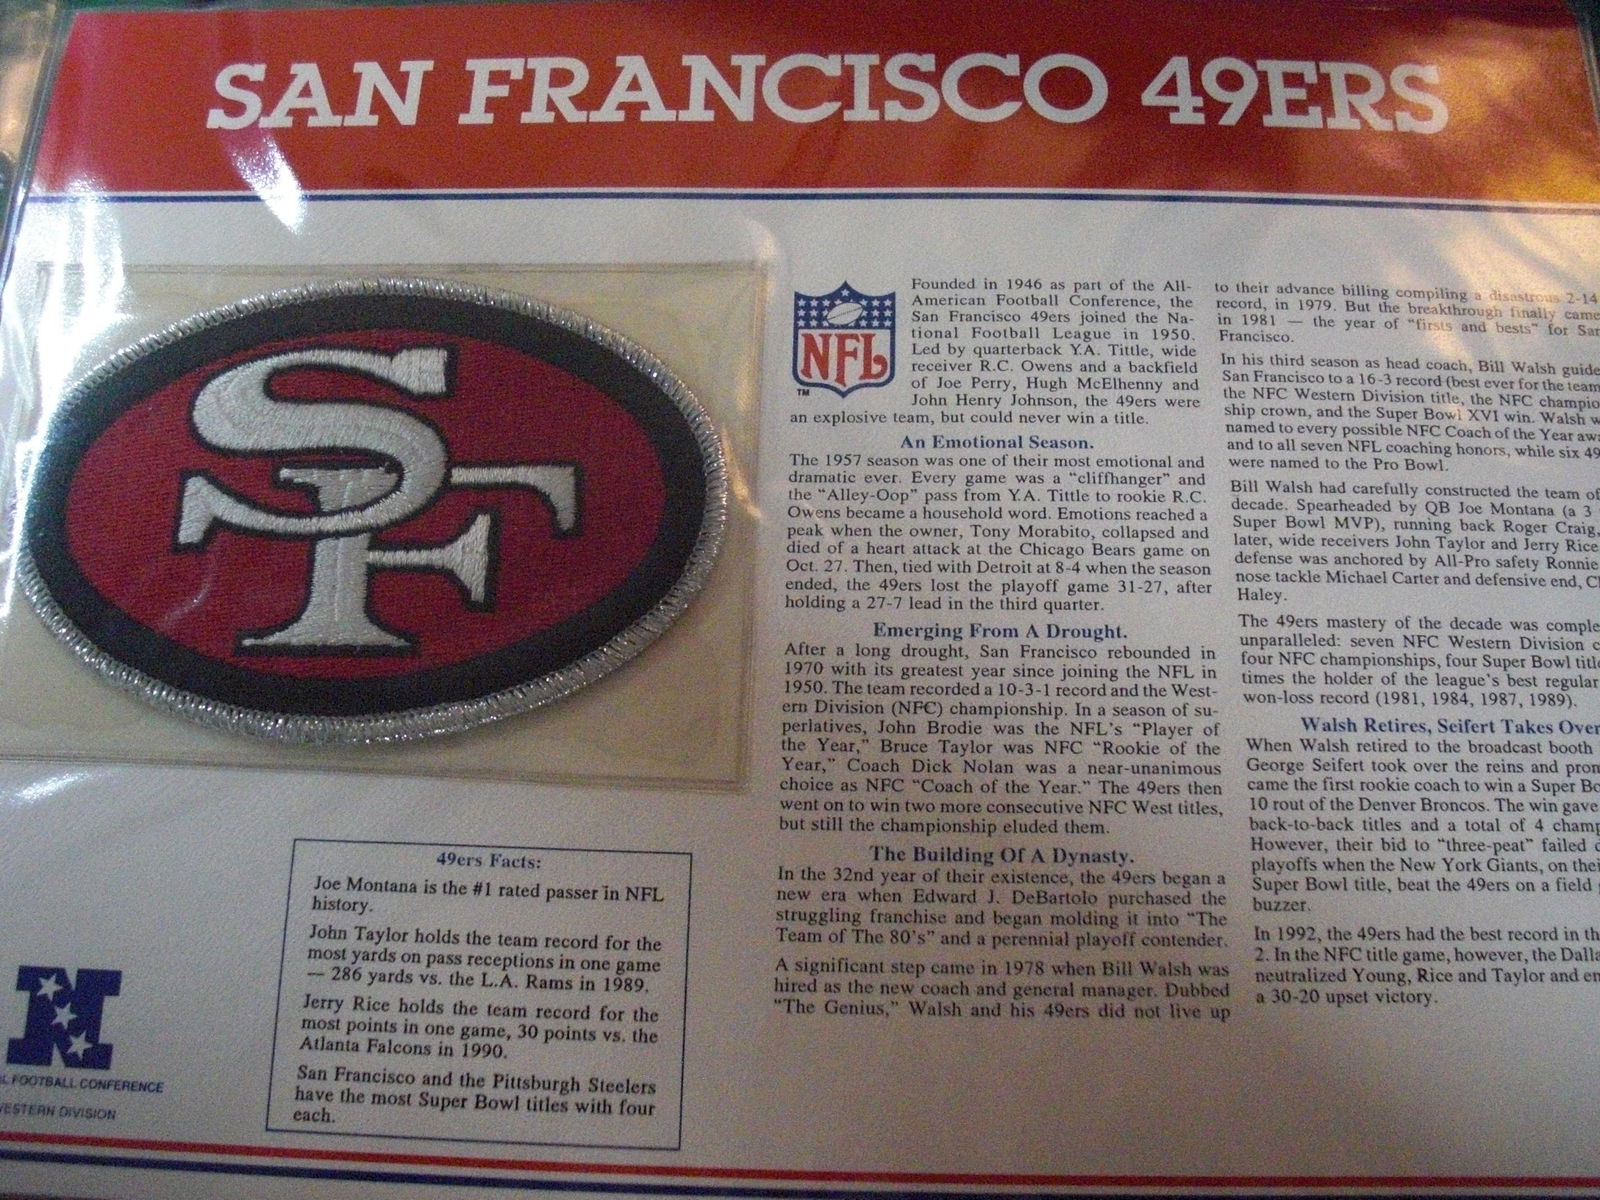 SAN FRANCISCO 49ERS
SF
NFL
TM
Founded in 1946 as part of the All-
American Football Conference, the
San Francisco 49ers joined the Na-
tional Football League in 1950.
Led by quarterback Y.A. Tittle, wide
receiver R.C. Owens and a backfield
of Joe Perry, Hugh McElhenny and
John Henry Johnson, the 49ers were
an explosive team, but could never win a title.
An Emotional Season.
The 1957 season was one of their most emotional and
dramatic ever. Every game was a "cliffhanger" and
the "Alley-Oop" pass from Y.A. Tittle to rookie R.C.
Owens became a household word. Emotions reached a
peak when the owner, Tony Morabito, collapsed and
died of a heart attack at the Chicago Bears game on
Oct. 27. Then, tied with Detroit at 8-4 when the season
ended, the 49ers lost the playoff game 31-27, after
holding a 27-7 lead in the third quarter.
Emerging From A Drought.
After a long drought, San Francisco rebounded in
1970 with its greatest year since joining the NFL in
1950. The team recorded a 10-3-1 record and the West-
ern Division (NFC) championship. In a season of su-
perlatives, John Brodie was the NFL's "Player of
the Year," Bruce Taylor was NFC "Rookie of the
Year," Coach Dick Nolan was a near-unanimous
choice as NFC "Coach of the Year." The 49ers then
went on to win two more consecutive NFC West titles,
but still the championship eluded them.
The Building Of A Dynasty.
In the 32nd year of their existence, the 49ers began a
new era when Edward J. DeBartolo purchased the
struggling franchise and began molding it into "The
Team of The 80's" and a perennial playoff contender.
A significant step came in 1978 when Bill Walsh was
hired as the new coach and general manager. Dubbed
"The Genius," Walsh and his 49ers did not live up
to their advance billing compiling a disastrous 2-14
record, in 1979. But the breakthrough finally came
in 1981 — the year of "firsts and bests" for San
Francisco.
In his third season as head coach, Bill Walsh guide
San Francisco to a 16-3 record (best ever for the team
the NFC Western Division title, the NFC champio
ship crown, and the Super Bowl XVI win. Walsh w
named to every possible NFC Coach of the Year awa
and to all seven NFL coaching honors, while six 49
were named to the Pro Bowl.
Bill Walsh had carefully constructed the team of
decade. Spearheaded by QB Joe Montana (a 3
Super Bowl MVP), running back Roger Craig,
later, wide receivers John Taylor and Jerry Rice
defense was anchored by All-Pro safety Ronnie
nose tackle Michael Carter and defensive end, C
Haley.
The 49ers mastery of the decade was comple
unparalleled: seven NFC Western Division c
four NFC championships, four Super Bowl title
times the holder of the league's best regular
won-loss record (1981, 1984, 1987, 1989).
Walsh Retires, Seifert Takes Over
When Walsh retired to the broadcast booth
George Seifert took over the reins and pron
came the first rookie coach to win a Super Bo
10 rout of the Denver Broncos. The win gave
back-to-back titles and a total of 4 champ
However, their bid to "three-peat" failed
playoffs when the New York Giants, on thei
Super Bowl title, beat the 49ers on a field
buzzer.
In 1992, the 49ers had the best record in th
2. In the NFC title game, however, the Dalla
neutralized Young, Rice and Taylor and en
a 30-20 upset victory.
49ers Facts:
Joe Montana is the #1 rated passer in NFL
history.
John Taylor holds the team record for the
most yards on pass receptions in one game
— 286 yards vs. the L.A. Rams in 1989.
Jerry Rice holds the team record for the
most points in one game, 30 points vs. the
Atlanta Falcons in 1990.
San Francisco and the Pittsburgh Steelers
have the most Super Bowl titles with four
each.
N
L FOOTBALL CONFERENCE
ESTERN DIVISION